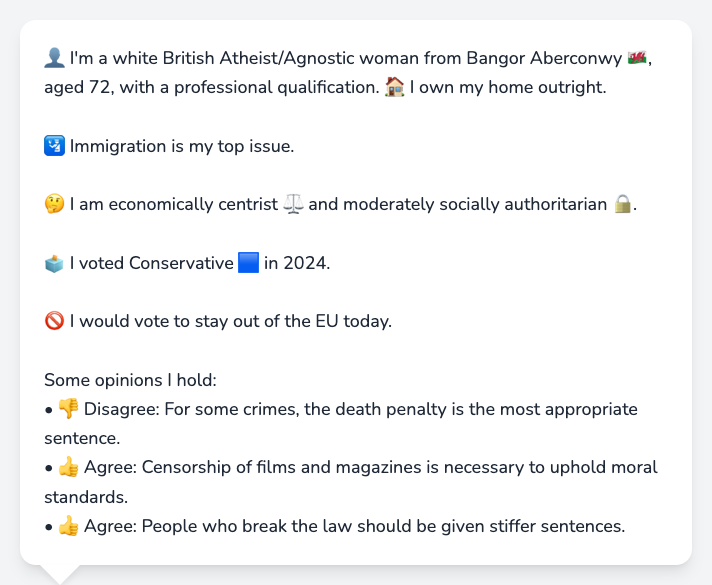 👤 I'm a white British Atheist/Agnostic woman from Bangor Aberconwy 🏴󠁧󠁢󠁷󠁬󠁳󠁿,
aged 72, with a professional qualification. 🏠 I own my home outright.
🛂 Immigration is my top issue.
🤔 I am economically centrist ⚖️ and moderately socially authoritarian 🔒.
🗳️ I voted Conservative 🟦 in 2024.
🚫 I would vote to stay out of the EU today.
Some opinions I hold:
• 👎 Disagree: For some crimes, the death penalty is the most appropriate
sentence.
• 👍 Agree: Censorship of films and magazines is necessary to uphold moral
standards.
• 👍 Agree: People who break the law should be given stiffer sentences.